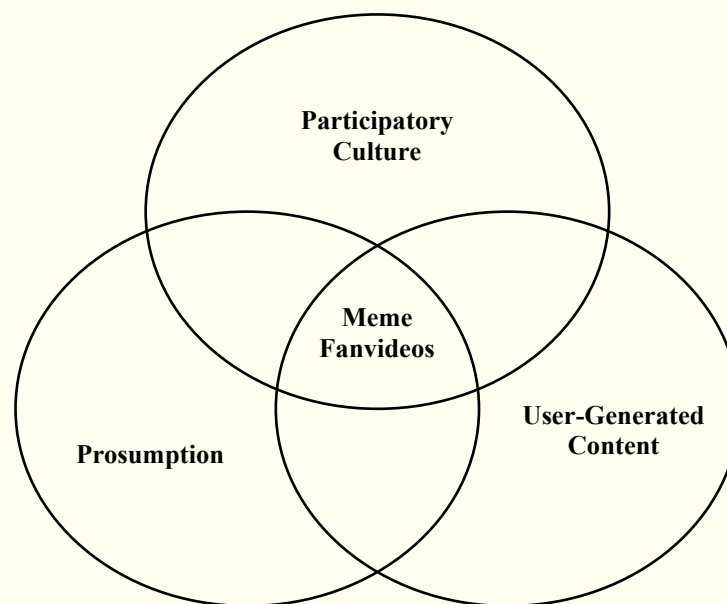 Participatory
Culture
Meme
Fanvideos
User-Generated
Content
Prosumption